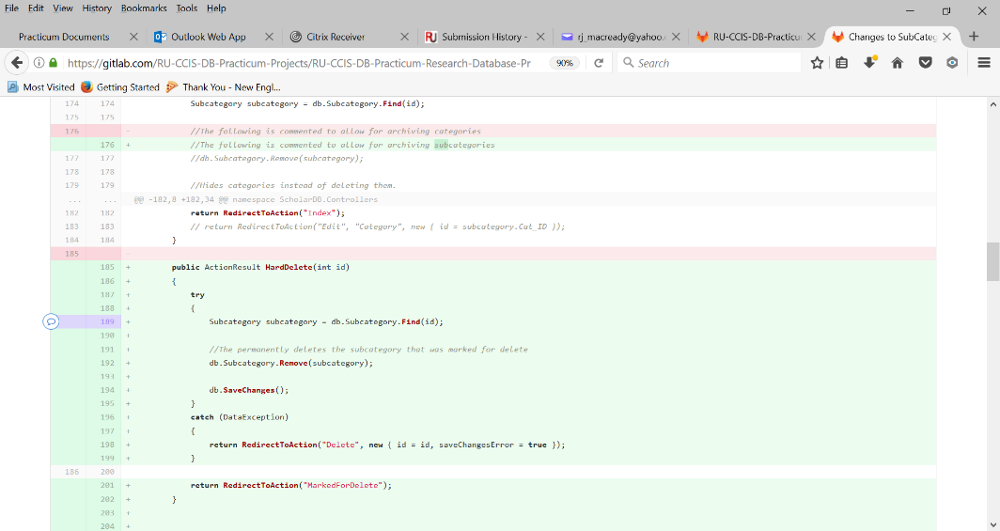 File Edit View History Bookmarks Tools Help
Practicum Documents Outlook Web App Citrix Receiver Submission History - rj_macready@yahoo. RU-CCIS-DB-Practicu Changes to SubCateg
https://gitlab.com/RU-CCIS-DB-Practicum-Projects/RU-CCIS-DB-Practicum-Research-Database-Pr 90% Search
Most Visited Getting Started Thank You - New Engl...
174 174 Subcategory subcategory = db.Subcategory.Find(id);
175 175
176 - //The following is commented to allow for archiving categories
176 + //The following is commented to allow for archiving subcategories
177 177 //db.Subcategory.Remove(subcategory);
178 178
179 179 //Hides categories instead of deleting them.
... ... @@ -182,8 +182,34 @@ namespace ScholarDB.Controllers
182 182 return RedirectToAction("Index");
183 183 // return RedirectToAction("Edit", "Category", new { id = subcategory.Cat_ID });
184 184 }
185 -
185 + public ActionResult HardDelete(int id)
186 + {
187 + try
188 + {
189 + Subcategory subcategory = db.Subcategory.Find(id);
190 +
191 + //The permanently deletes the subcategory that was marked for delete
192 + db.Subcategory.Remove(subcategory);
193 +
194 + db.SaveChanges();
195 + }
196 + catch (DataException)
197 + {
198 + return RedirectToAction("Delete", new { id = id, saveChangesError = true });
199 + }
186 200
201 + return RedirectToAction("MarkedForDelete");
202 + }
203 +
204 +